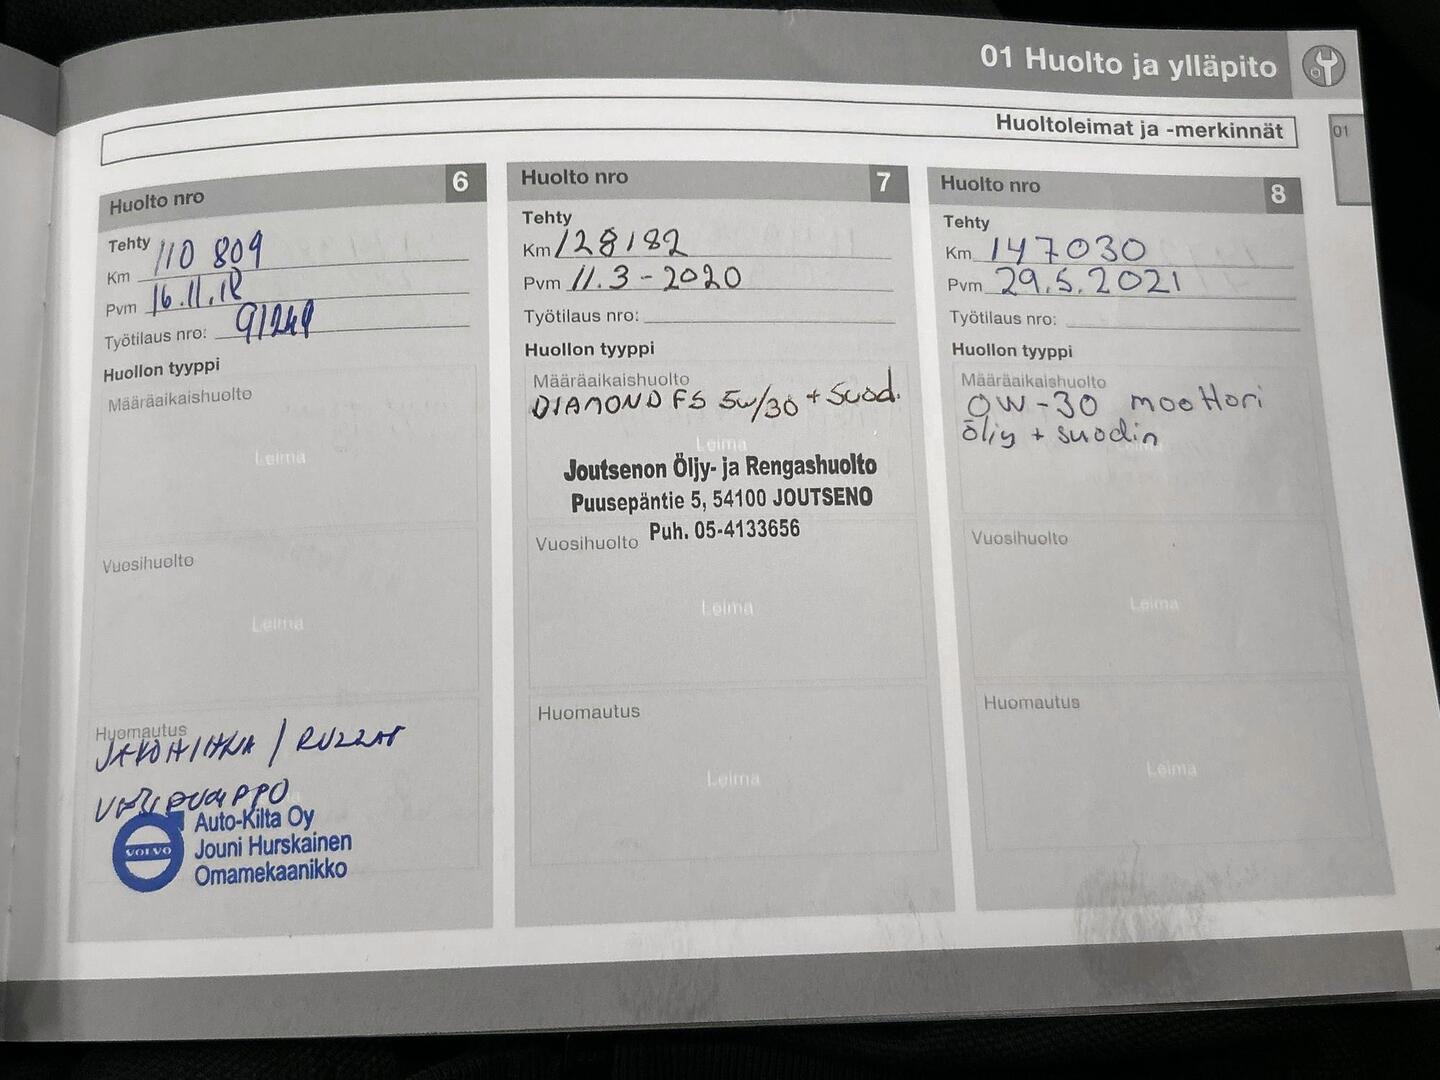 01 Huolto ja ylläpito
Huoltoleimat ja -merkinnät
01
Huolto nro 6
Tehty
Km 110 809
Pvm 16.11.18
Työtilaus nro:
Huollon tyyppi
Määräaikaishuolto
Leima
Vuosihuolto
Leima
Huomautus
JAKOHIHNA / RULLAT
VESIPUMPPO
VOLVO
Auto-Kilta Oy
Jouni Hurskainen
Omamekaanikko
Huolto nro 7
Tehty
Km 128182
Pvm 11.3-2020
Työtilaus nro:
Huollon tyyppi
Määräaikaishuolto
DIAMOND FS 5W/30 + Suod.
Leima
Joutsenon Öljy- ja Rengashuolto
Puusepäntie 5, 54100 JOUTSENO
Puh. 05-4133656
Vuosihuolto
Leima
Huomautus
Leima
Huolto nro 8
Tehty
Km 147030
Pvm 29.5.2021
Työtilaus nro:
Huollon tyyppi
Määräaikaishuolto
0W-30 moottori
öljy + suodin
Leima
Vuosihuolto
Leima
Huomautus
Leima